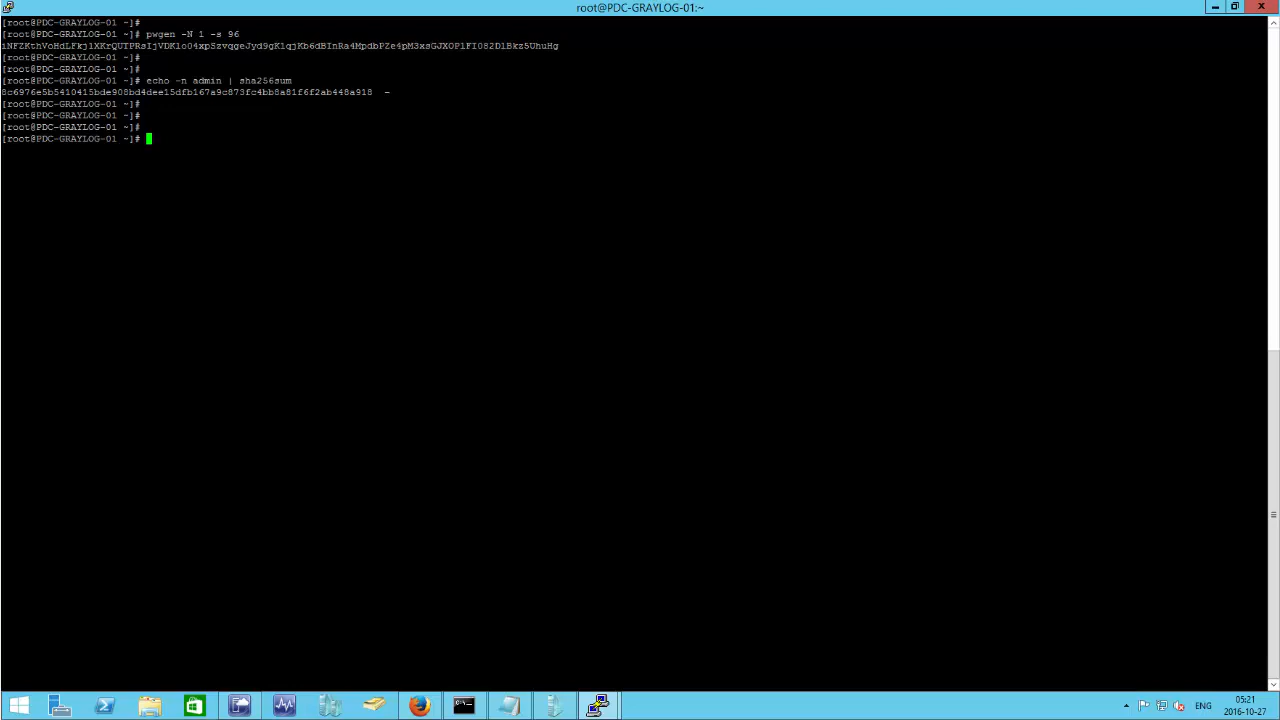 root@PDC-GRAYLOG-01:~
[root@PDC-GRAYLOG-01 ~]#
[root@PDC-GRAYLOG-01 ~]# pwgen -N 1 -s 96
[root@PDC-GRAYLOG-01 ~]#
[root@PDC-GRAYLOG-01 ~]#
[root@PDC-GRAYLOG-01 ~]# echo -n admin | sha256sum
8c6976e5b5410415bde908bd4dee15dfb167a9c873fc4bb8a81f6f2ab448a918 -
[root@PDC-GRAYLOG-01 ~]#
[root@PDC-GRAYLOG-01 ~]#
[root@PDC-GRAYLOG-01 ~]#
[root@PDC-GRAYLOG-01 ~]#
ENG
05:21
2016-10-27